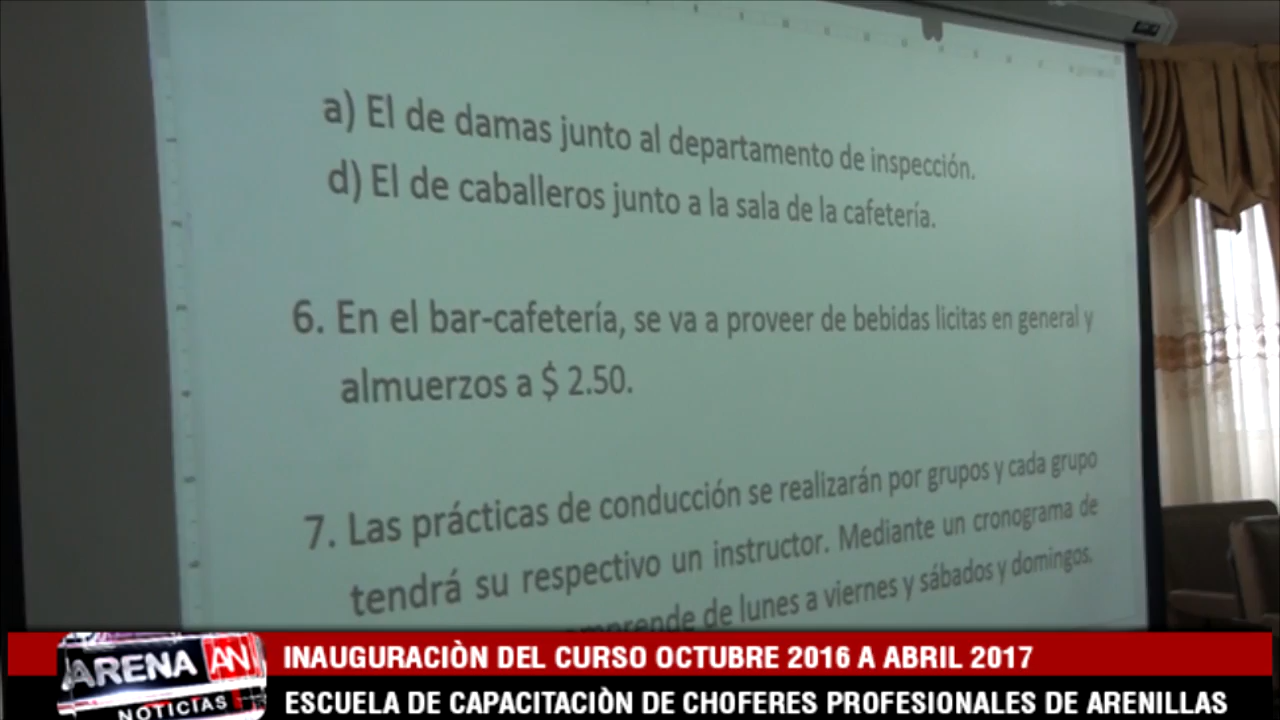 a) El de damas junto al departamento de inspección.
d) El de caballeros junto a la sala de la cafetería.
6. En el bar-cafetería, se va a proveer de bebidas licitas en general y
almuerzos a $ 2.50.
7. Las prácticas de conducción se realizarán por grupos y cada grupo
tendrá su respectivo un instructor. Mediante un cronograma de
de lunes a viernes y sábados y domingos.
ARENA AN
NOTICIAS
INAUGURACIÒN DEL CURSO OCTUBRE 2016 A ABRIL 2017
ESCUELA DE CAPACITACIÒN DE CHOFERES PROFESIONALES DE ARENILLAS